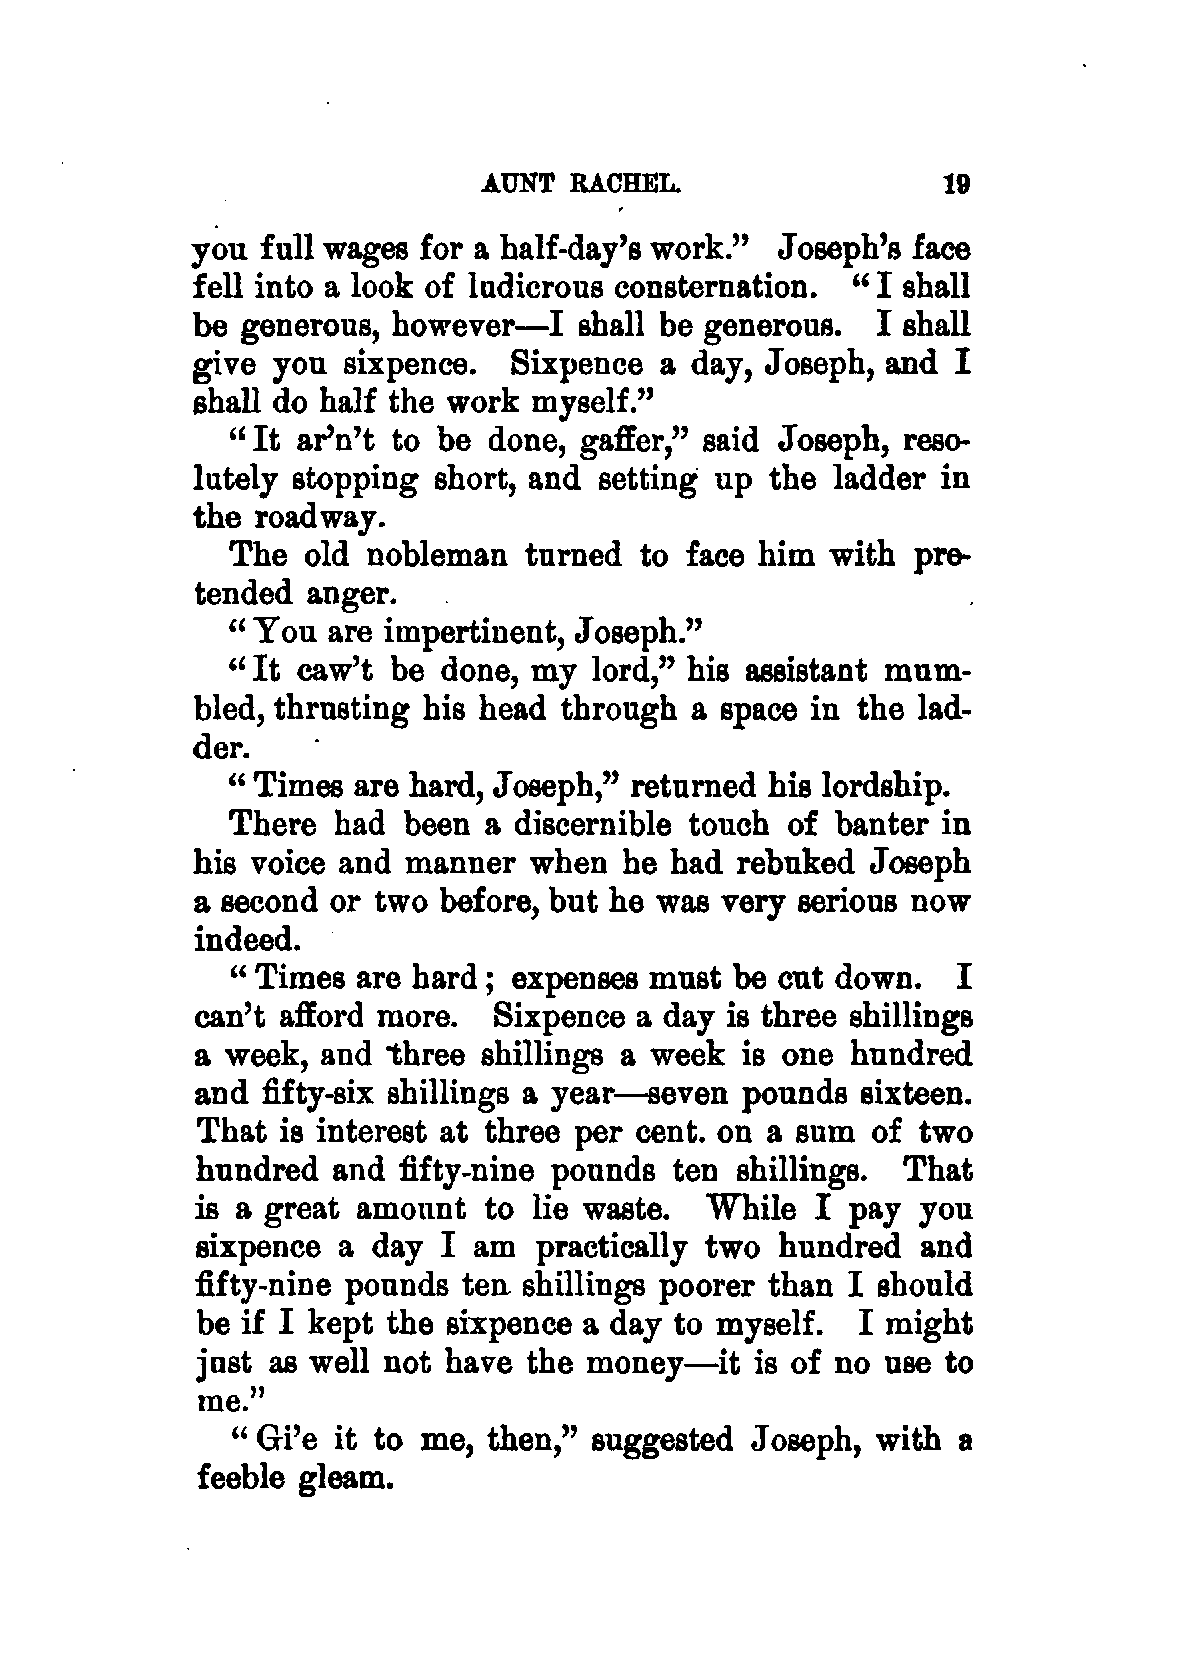 AUNT RACHEL. 19
you full wages for a half-day's work." Joseph's face
fell into a look of ludicrous consternation. "I shall
be generous, however—I shall be generous. I shall
give you sixpence. Sixpence a day, Joseph, and I
shall do half the work myself."
"It ar'n't to be done, gaffer," said Joseph, reso-
lutely stopping short, and setting up the ladder in
the roadway.
The old nobleman turned to face him with pre-
tended anger.
"You are impertinent, Joseph."
"It caw't be done, my lord," his assistant mum-
bled, thrusting his head through a space in the lad-
der.
"Times are hard, Joseph," returned his lordship.
There had been a discernible touch of banter in
his voice and manner when he had rebuked Joseph
a second or two before, but he was very serious now
indeed.
"Times are hard; expenses must be cut down. I
can't afford more. Sixpence a day is three shillings
a week, and three shillings a week is one hundred
and fifty-six shillings a year—seven pounds sixteen.
That is interest at three per cent. on a sum of two
hundred and fifty-nine pounds ten shillings. That
is a great amount to lie waste. While I pay you
sixpence a day I am practically two hundred and
fifty-nine pounds ten shillings poorer than I should
be if I kept the sixpence a day to myself. I might
just as well not have the money—it is of no use to
me."
"Gi'e it to me, then," suggested Joseph, with a
feeble gleam.